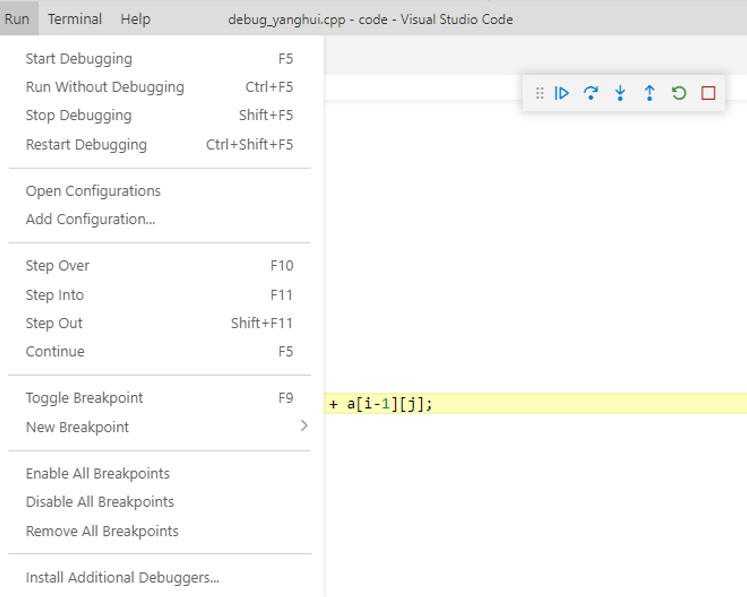 Run Terminal Help debug_yanghui.cpp - code - Visual Studio Code
Start Debugging F5
Run Without Debugging Ctrl+F5
Stop Debugging Shift+F5
Restart Debugging Ctrl+Shift+F5
Open Configurations
Add Configuration...
Step Over F10
Step Into F11
Step Out Shift+F11
Continue F5
Toggle Breakpoint F9
+ a[i-1][j];
New Breakpoint
Enable All Breakpoints
Disable All Breakpoints
Remove All Breakpoints
Install Additional Debuggers...